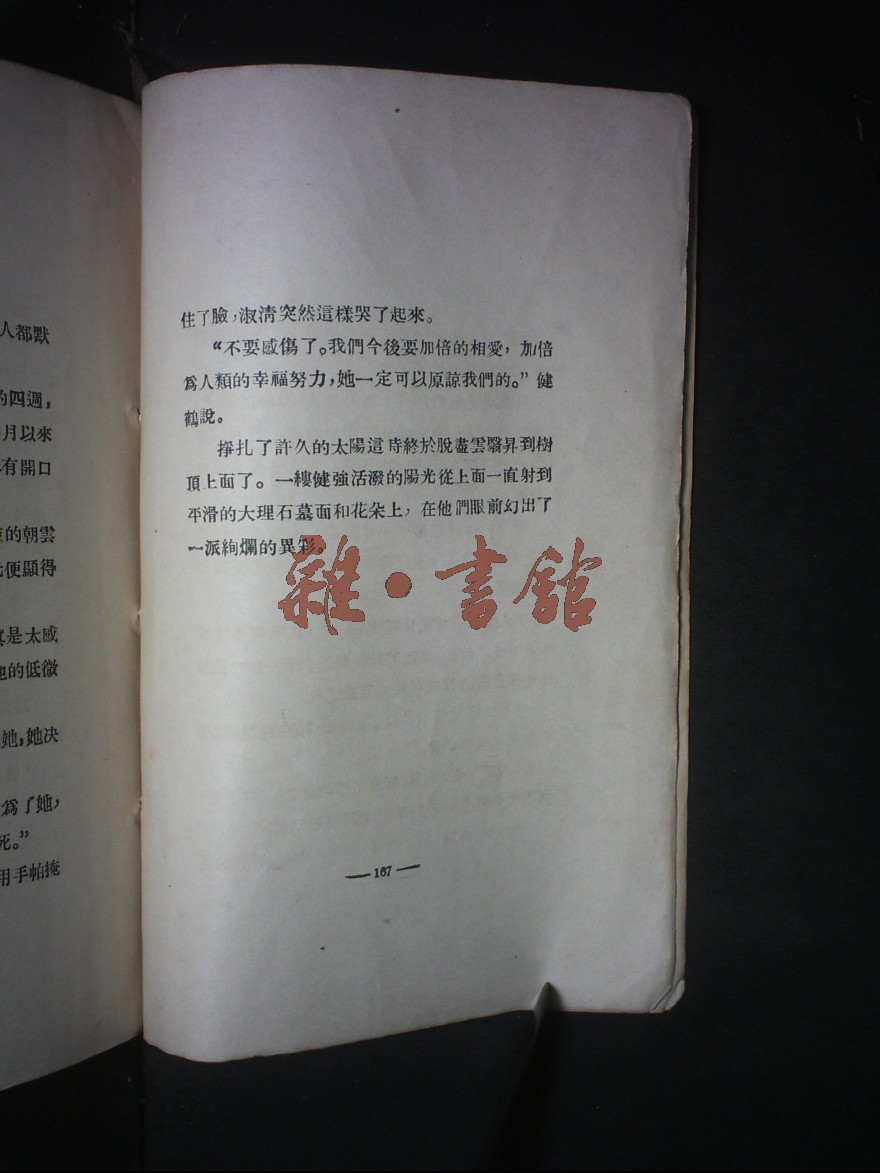 人都默
的四週，
月以來
有開口
的朝雲
便顯得
是太感
他的低微
她，她決
爲了她，
死。”
用手帕掩
住了臉，淑淸突然這樣哭了起來。
“不要感傷了。我們今後要加倍的相愛，加倍
爲人類的幸福努力，她一定可以原諒我們的。”健
鶴說。
掙扎了許久的太陽這時終於脫盡雲翳昇到樹
頂上面了。一縷健強活潑的陽光從上面一直射到
平滑的大理石墓面和花朵上，在他們眼前幻出了
一派絢爛的異彩。
雜·書館
— 167 —